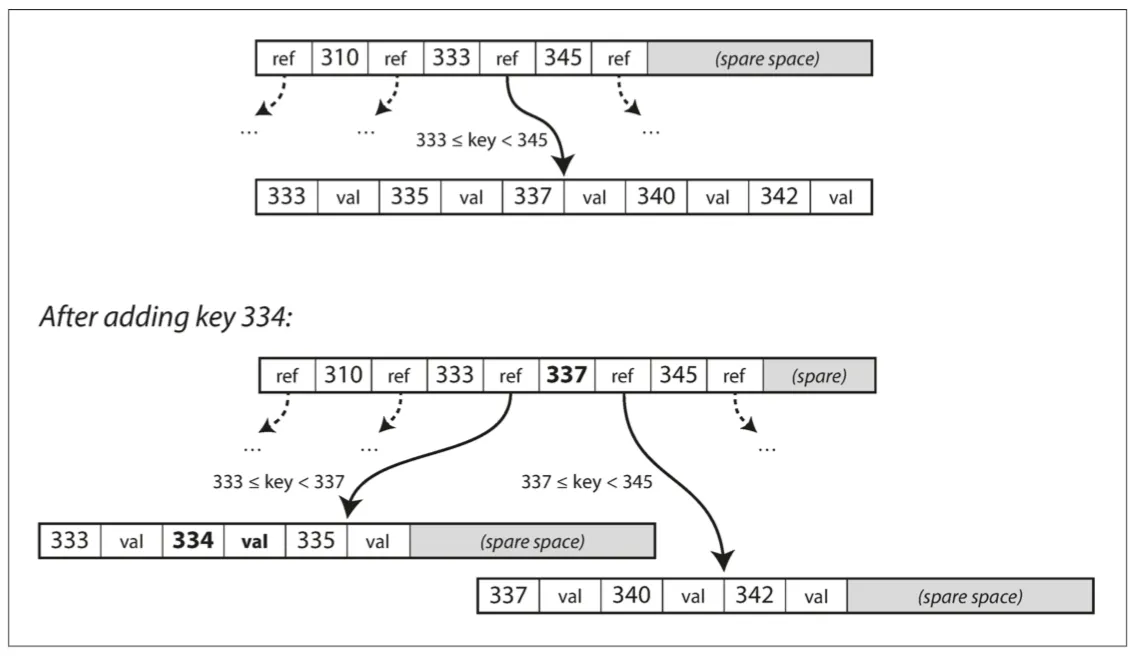 ref 310 ref 333 ref 345 ref (spare space)
... ... ...
333 ≤ key < 345
333 val 335 val 337 val 340 val 342 val
After adding key 334:
ref 310 ref 333 ref 337 ref 345 ref (spare)
... ... ...
333 ≤ key < 337 337 ≤ key < 345
333 val 334 val 335 val (spare space)
337 val 340 val 342 val (spare space)